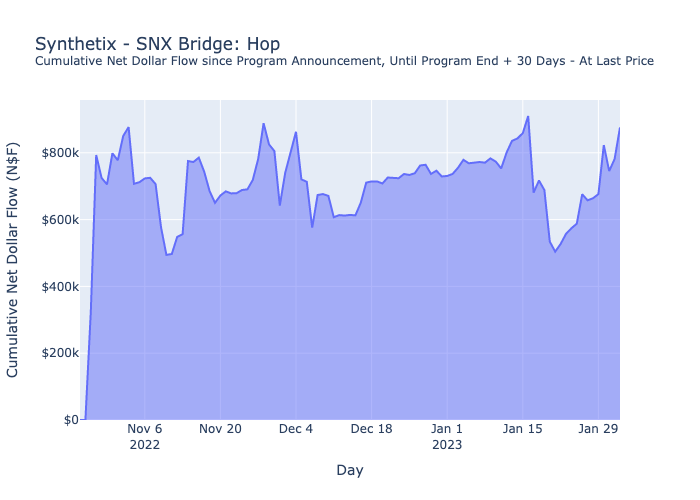 Synthetix - SNX Bridge: Hop
Cumulative Net Dollar Flow since Program Announcement, Until Program End + 30 Days - At Last Price
Cumulative Net Dollar Flow (N$F)
$800k
$600k
$400k
$200k
$0
Nov 6 Nov 20 Dec 4 Dec 18 Jan 1 Jan 15 Jan 29
2022 2023
Day